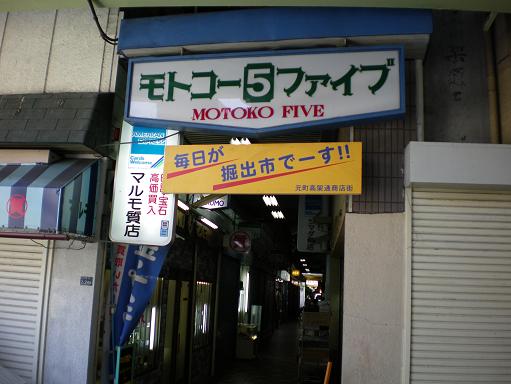 モトコー5ファイブ
MOTOKO FIVE
毎日が
掘出市でーす!!
元町高架通商店街
AMERICAN EXPRESS
Cards
Welcome
高価買入
マルモ質店